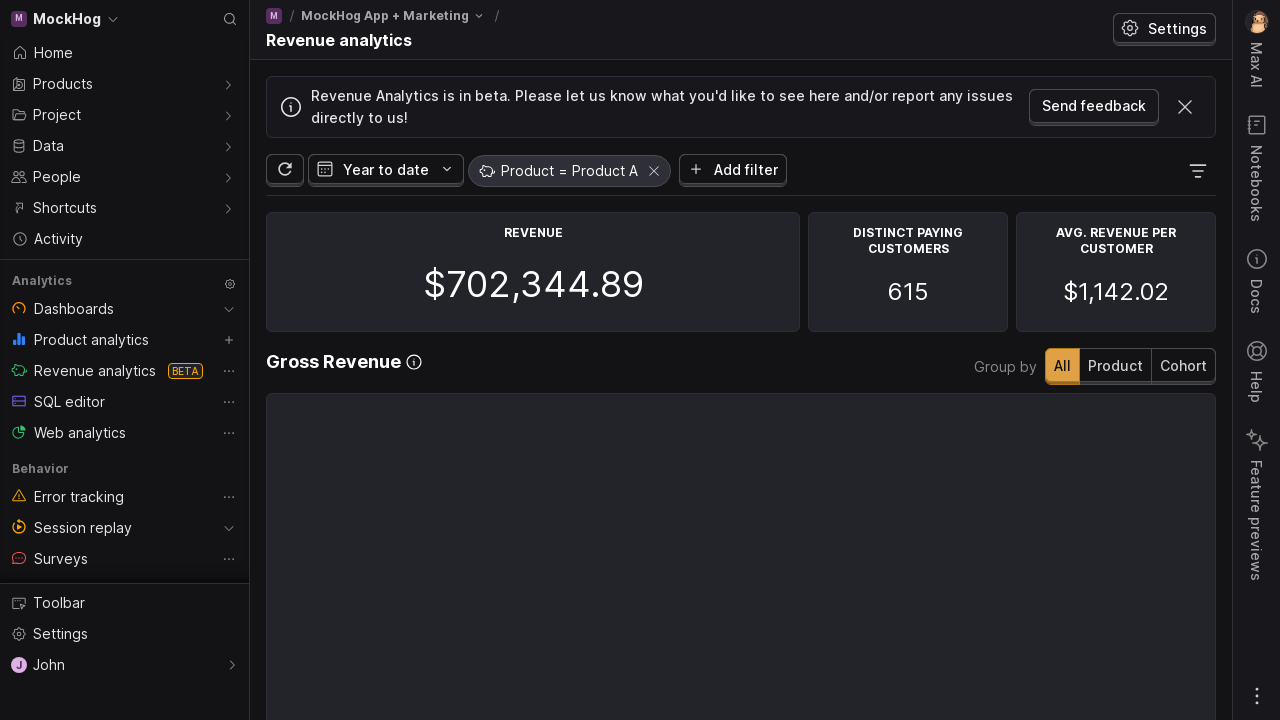 M MockHog
Home
Products
Project
Data
People
Shortcuts
Activity
Analytics
Dashboards
Product analytics
Revenue analytics BETA
SQL editor
Web analytics
Behavior
Error tracking
Session replay
Surveys
Toolbar
Settings
J John
M / MockHog App + Marketing /
Revenue analytics
Settings
Revenue Analytics is in beta. Please let us know what you'd like to see here and/or report any issues
directly to us!
Send feedback
Year to date
Product = Product A
Add filter
REVENUE
$702,344.89
DISTINCT PAYING
CUSTOMERS
615
AVG. REVENUE PER
CUSTOMER
$1,142.02
Gross Revenue
Group by All Product Cohort
Max AI
Notebooks
Docs
Help
Feature previews